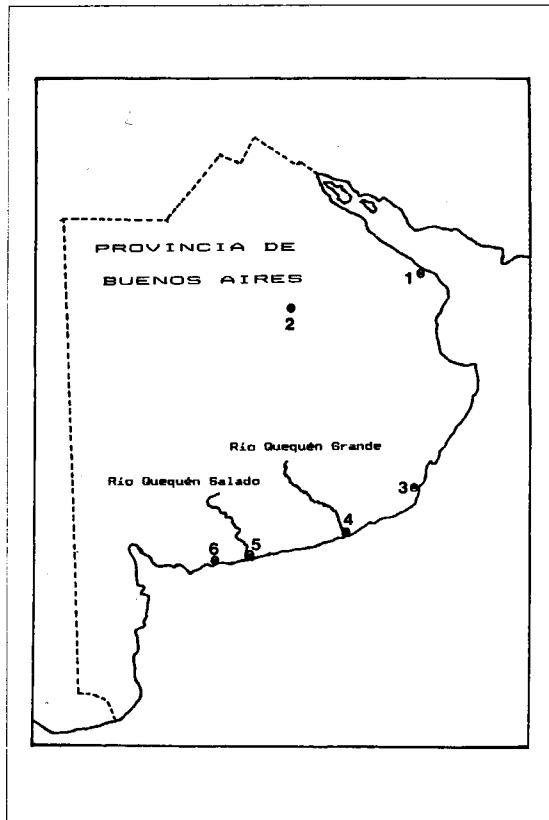 PROVINCIA DE
BUENOS AIRES
1
2
Río Quequén Grande
Río Quequén Salado
3
4
5
6